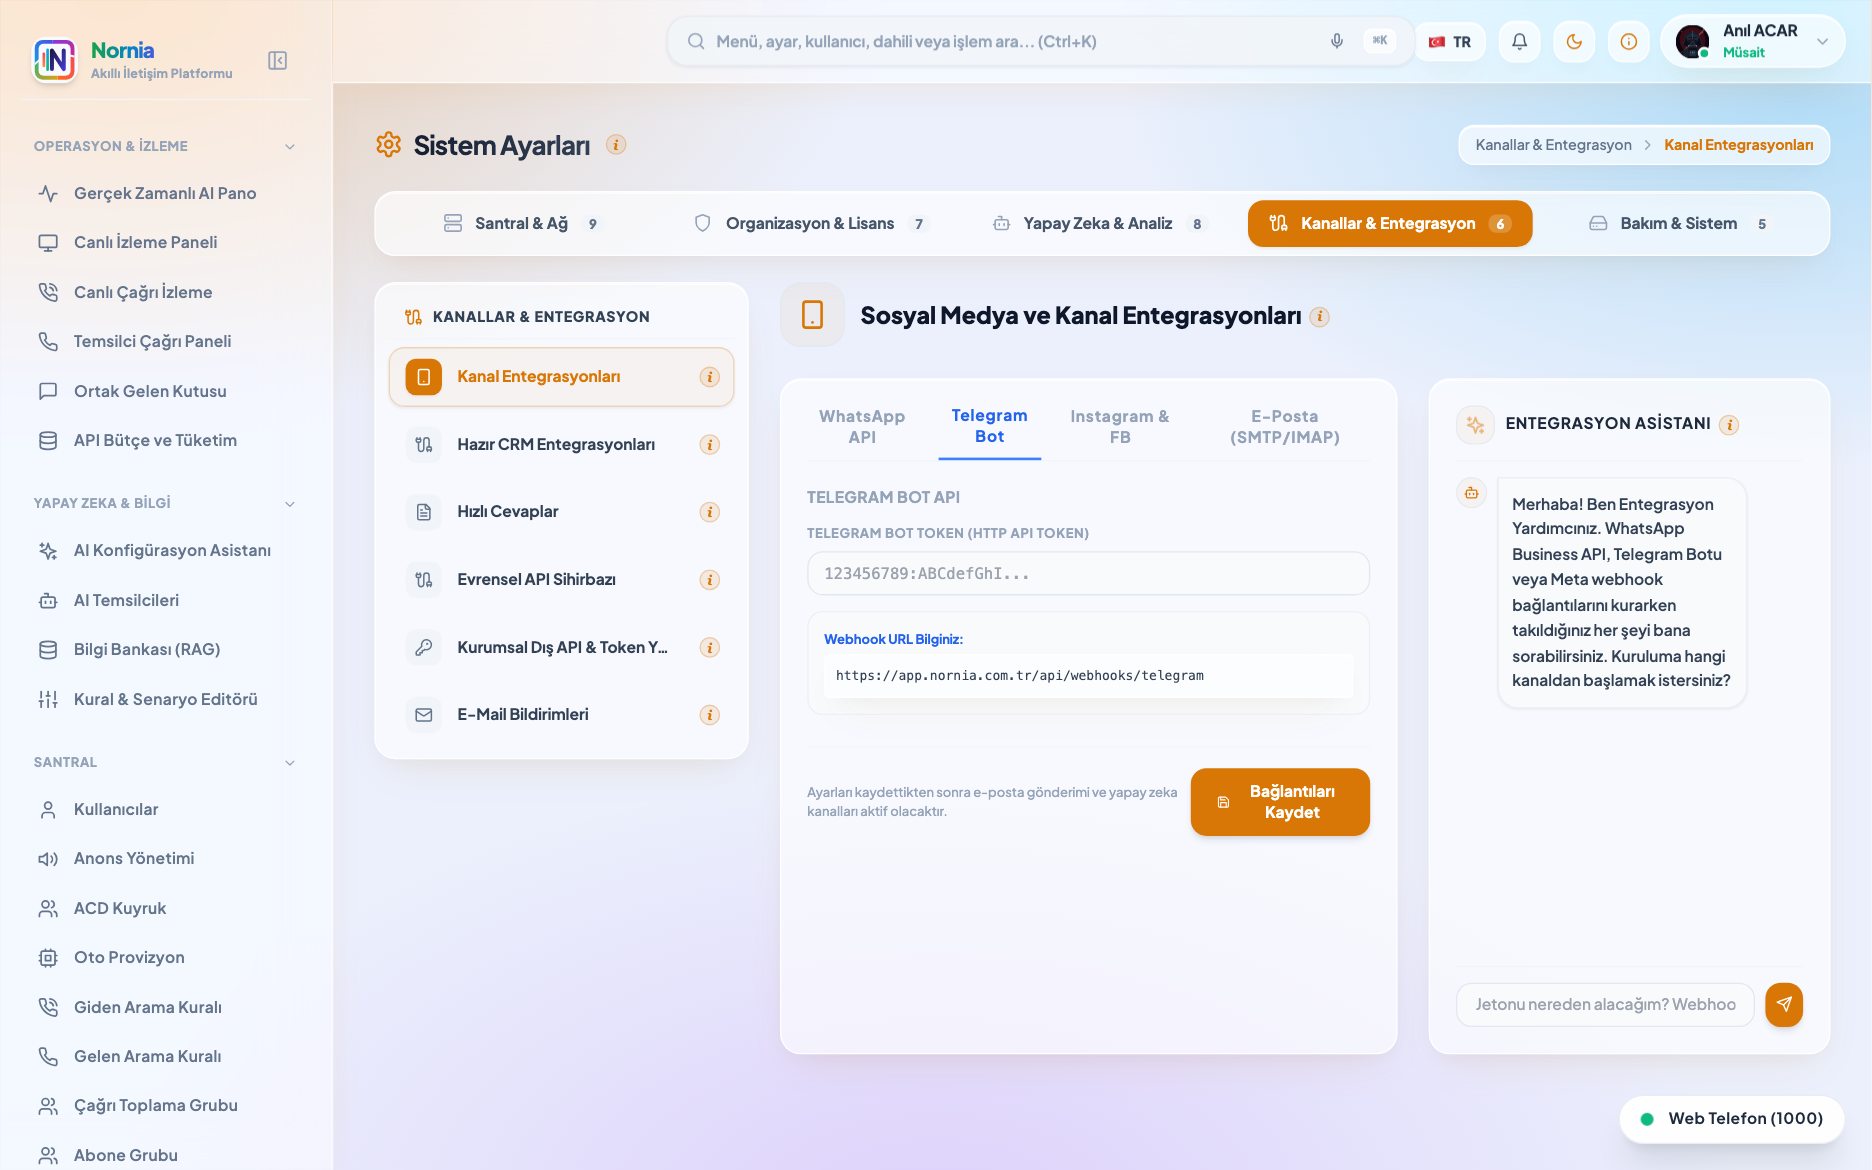 Nornia
Akıllı İletişim Platformu
Menü, ayar, kullanıcı, dahili veya işlem ara... (Ctrl+K)
⌘K
TR
Anıl ACAR
Müsait
OPERASYON & İZLEME
Gerçek Zamanlı AI Pano
Canlı İzleme Paneli
Canlı Çağrı İzleme
Temsilci Çağrı Paneli
Ortak Gelen Kutusu
API Bütçe ve Tüketim
YAPAY ZEKA & BİLGİ
AI Konfigürasyon Asistanı
AI Temsilcileri
Bilgi Bankası (RAG)
Kural & Senaryo Editörü
SANTRAL
Kullanıcılar
Anons Yönetimi
ACD Kuyruk
Oto Provizyon
Giden Arama Kuralı
Gelen Arama Kuralı
Çağrı Toplama Grubu
Abone Grubu
Sistem Ayarları
Kanallar & Entegrasyon > Kanal Entegrasyonları
Santral & Ağ 9
Organizasyon & Lisans 7
Yapay Zeka & Analiz 8
Kanallar & Entegrasyon 6
Bakım & Sistem 5
KANALLAR & ENTEGRASYON
Kanal Entegrasyonları
Hazır CRM Entegrasyonları
Hızlı Cevaplar
Evrensel API Sihirbazı
Kurumsal Dış API & Token Y...
E-Mail Bildirimleri
Sosyal Medya ve Kanal Entegrasyonları
WhatsApp
API
Telegram
Bot
Instagram &
FB
E-Posta
(SMTP/IMAP)
TELEGRAM BOT API
TELEGRAM BOT TOKEN (HTTP API TOKEN)
123456789:ABCdefGhI...
Webhook URL Bilginiz:
https://app.nornia.com.tr/api/webhooks/telegram
Ayarları kaydettikten sonra e-posta gönderimi ve yapay zeka
kanalları aktif olacaktır.
Bağlantıları
Kaydet
ENTEGRASYON ASİSTANI
Merhaba! Ben Entegrasyon
Yardımcınız. WhatsApp
Business API, Telegram Botu
veya Meta webhook
bağlantılarını kurarken
takıldığınız her şeyi bana
sorabilirsiniz. Kuruluma hangi
kanaldan başlamak istersiniz?
Jetonu nereden alacağım? Webhoo
Web Telefon (1000)